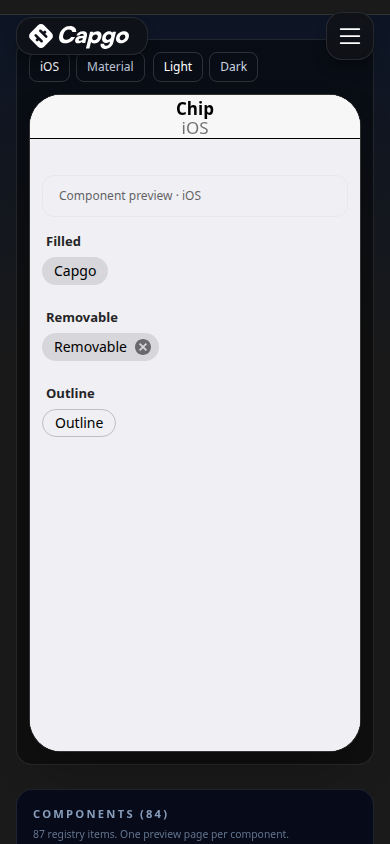 Capgo
iOS Material Light Dark
Chip
iOS
Component preview · iOS
Filled
Capgo
Removable
Removable
Outline
Outline
COMPONENTS (84)
87 registry items. One preview page per component.